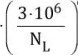 · (3·10⁶ / N_L)